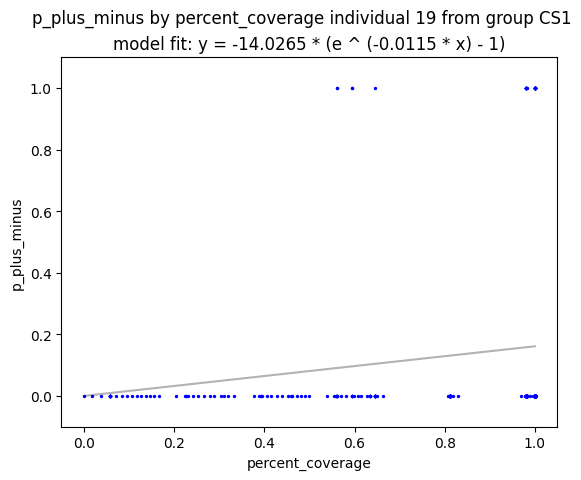 p_plus_minus by percent_coverage individual 19 from group CS1
model fit: y = -14.0265 * (e ^ (-0.0115 * x) - 1)
1.0
0.8
0.6
0.4
0.2
0.0
p_plus_minus
0.0 0.2 0.4 0.6 0.8 1.0
percent_coverage